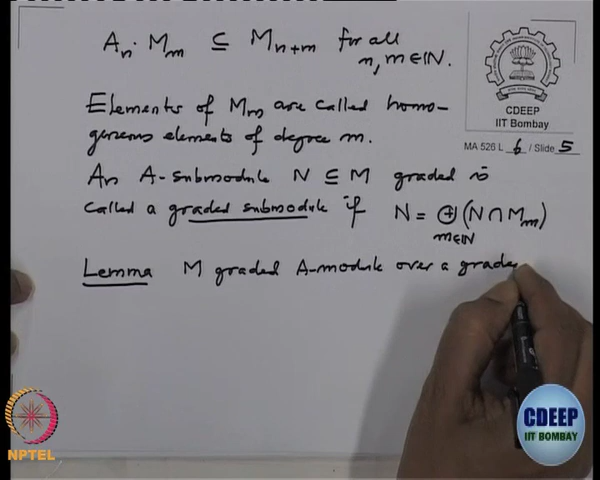 Aₙ · Mₘ ⊆ Mₙ₊ₘ for all
n, m ∈ ℕ.
Elements of Mₘ are called homo-
geneous elements of degree m.
An A-submodule N ⊆ M graded is
called a graded submodule if N = ⊕ (N ∩ Mₘ)
m∈ℕ
Lemma M graded A-module over a grade
CDEEP
IIT Bombay
MA 526 L 6 / Slide 5
NPTEL
CDEEP
IIT BOMBAY